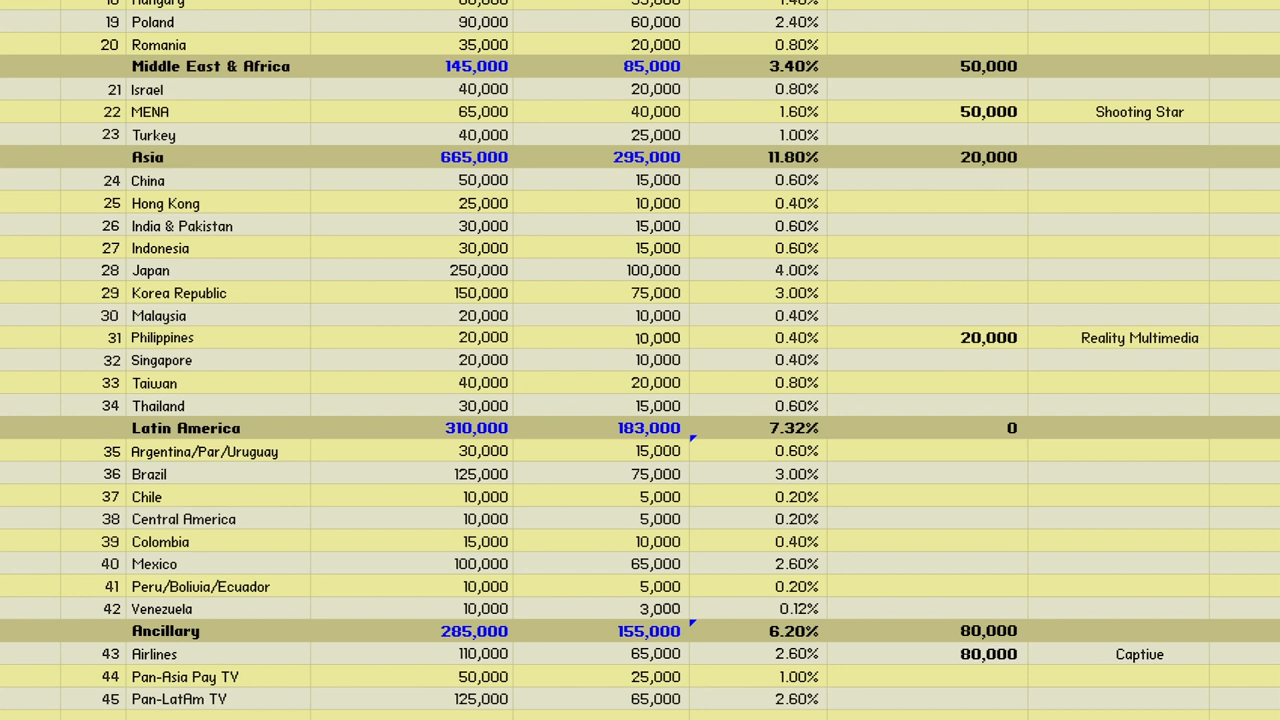 18 Hungary 60,000 35,000 1.40%
19 Poland 90,000 60,000 2.40%
20 Romania 35,000 20,000 0.80%
Middle East & Africa 145,000 85,000 3.40% 50,000
21 Israel 40,000 20,000 0.80%
22 MENA 65,000 40,000 1.60% 50,000 Shooting Star
23 Turkey 40,000 25,000 1.00%
Asia 665,000 295,000 11.80% 20,000
24 China 50,000 15,000 0.60%
25 Hong Kong 25,000 10,000 0.40%
26 India & Pakistan 30,000 15,000 0.60%
27 Indonesia 30,000 15,000 0.60%
28 Japan 250,000 100,000 4.00%
29 Korea Republic 150,000 75,000 3.00%
30 Malaysia 20,000 10,000 0.40%
31 Philippines 20,000 10,000 0.40% 20,000 Reality Multimedia
32 Singapore 20,000 10,000 0.40%
33 Taiwan 40,000 20,000 0.80%
34 Thailand 30,000 15,000 0.60%
Latin America 310,000 183,000 7.32% 0
35 Argentina/Par/Uruguay 30,000 15,000 0.60%
36 Brazil 125,000 75,000 3.00%
37 Chile 10,000 5,000 0.20%
38 Central America 10,000 5,000 0.20%
39 Colombia 15,000 10,000 0.40%
40 Mexico 100,000 65,000 2.60%
41 Peru/Bolivia/Ecuador 10,000 5,000 0.20%
42 Venezuela 10,000 3,000 0.12%
Ancillary 285,000 155,000 6.20% 80,000
43 Airlines 110,000 65,000 2.60% 80,000 Captive
44 Pan-Asia Pay TV 50,000 25,000 1.00%
45 Pan-LatAm TV 125,000 65,000 2.60%